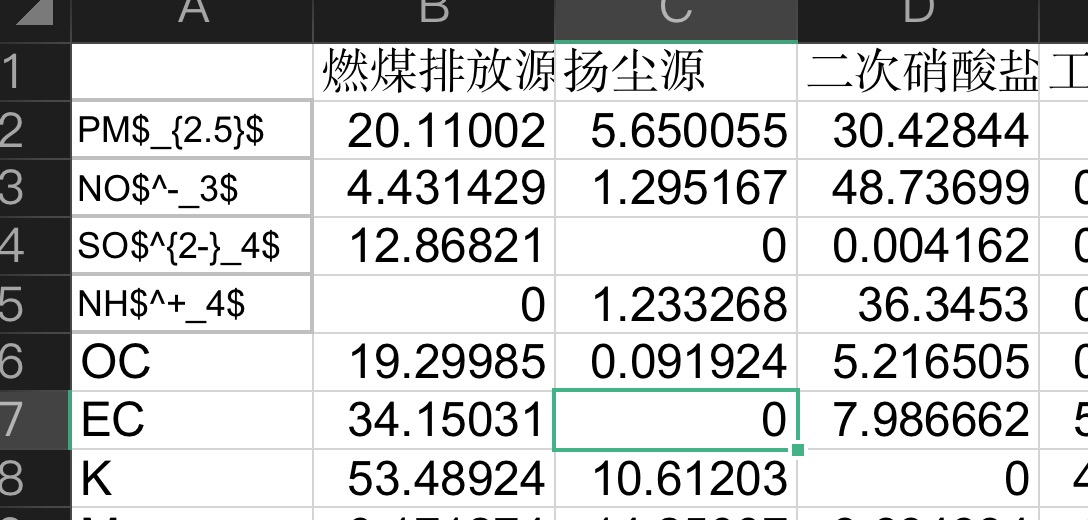 A B C D
1 燃煤排放源 扬尘源 二次硝酸盐 工
2 PM$_{2.5}$ 20.11002 5.650055 30.42844
3 NO$^-_3$ 4.431429 1.295167 48.73699 0
4 SO$^{2-}_4$ 12.86821 0 0.004162 0
5 NH$^+_4$ 0 1.233268 36.3453 0
6 OC 19.29985 0.091924 5.216505 0
7 EC 34.15031 0 7.986662 5
8 K 53.48924 10.61203 0 4